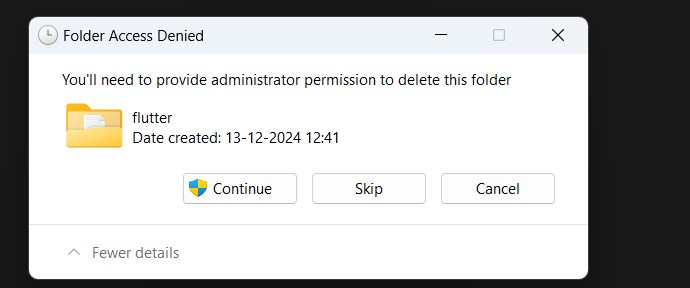 Folder Access Denied
You'll need to provide administrator permission to delete this folder
flutter
Date created: 13-12-2024 12:41
Continue Skip Cancel
Fewer details